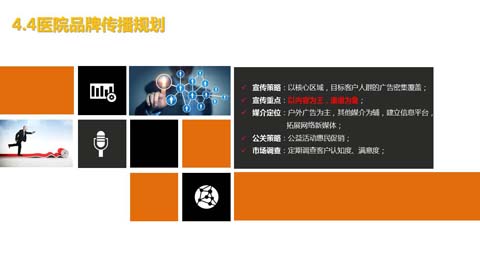 4.4医院品牌传播规划
宣传策略：以核心区域，目标客户人群的广告密集覆盖；
宣传重点：以内容为王，渠道为皇；
媒介定位：户外广告为主，其他媒介为辅，建立信息平台，
拓展网络新媒体；
公关策略：公益活动惠民促销；
市场调查：定期调查客户认知度、满意度；